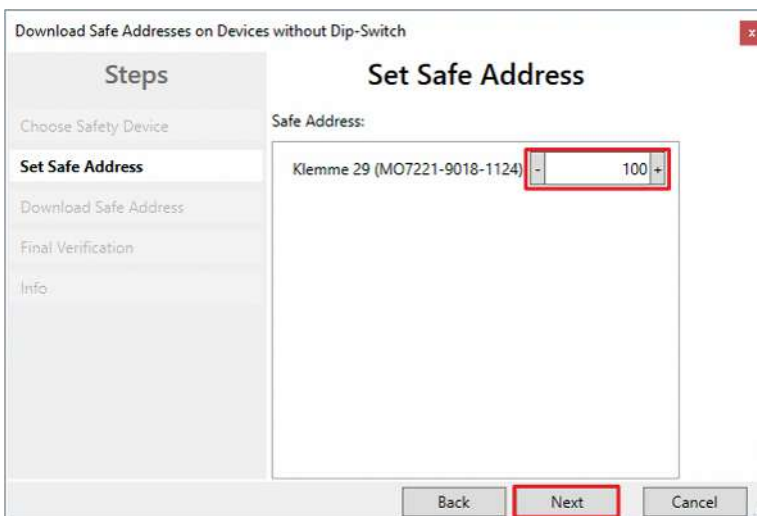 Download Safe Addresses on Devices without Dip-Switch
x
Steps
Choose Safety Device
Set Safe Address
Download Safe Address
Final Verification
Info
Set Safe Address
Safe Address:
Klemme 29 (MO7221-9018-1124) - 100 +
Back Next Cancel